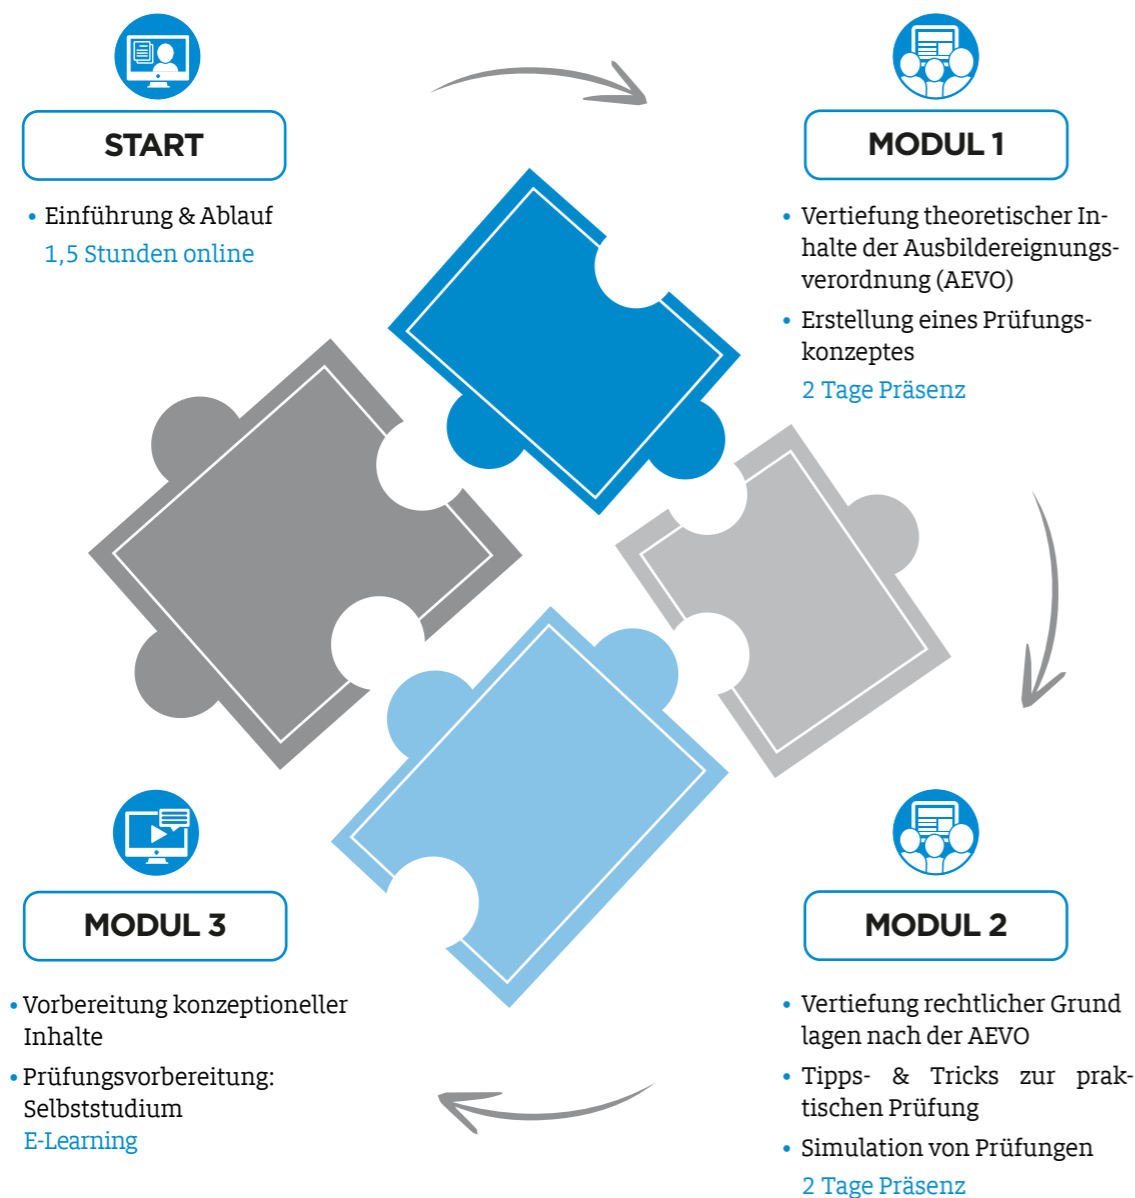 START
• Einführung & Ablauf
1,5 Stunden online
MODUL 1
• Vertiefung theoretischer In-
halte der Ausbildereignungs-
verordnung (AEVO)
• Erstellung eines Prüfungs-
konzeptes
2 Tage Präsenz
MODUL 3
• Vorbereitung konzeptioneller
Inhalte
• Prüfungsvorbereitung:
Selbststudium
E-Learning
MODUL 2
• Vertiefung rechtlicher Grund
lagen nach der AEVO
• Tipps- & Tricks zur prak-
tischen Prüfung
• Simulation von Prüfungen
2 Tage Präsenz